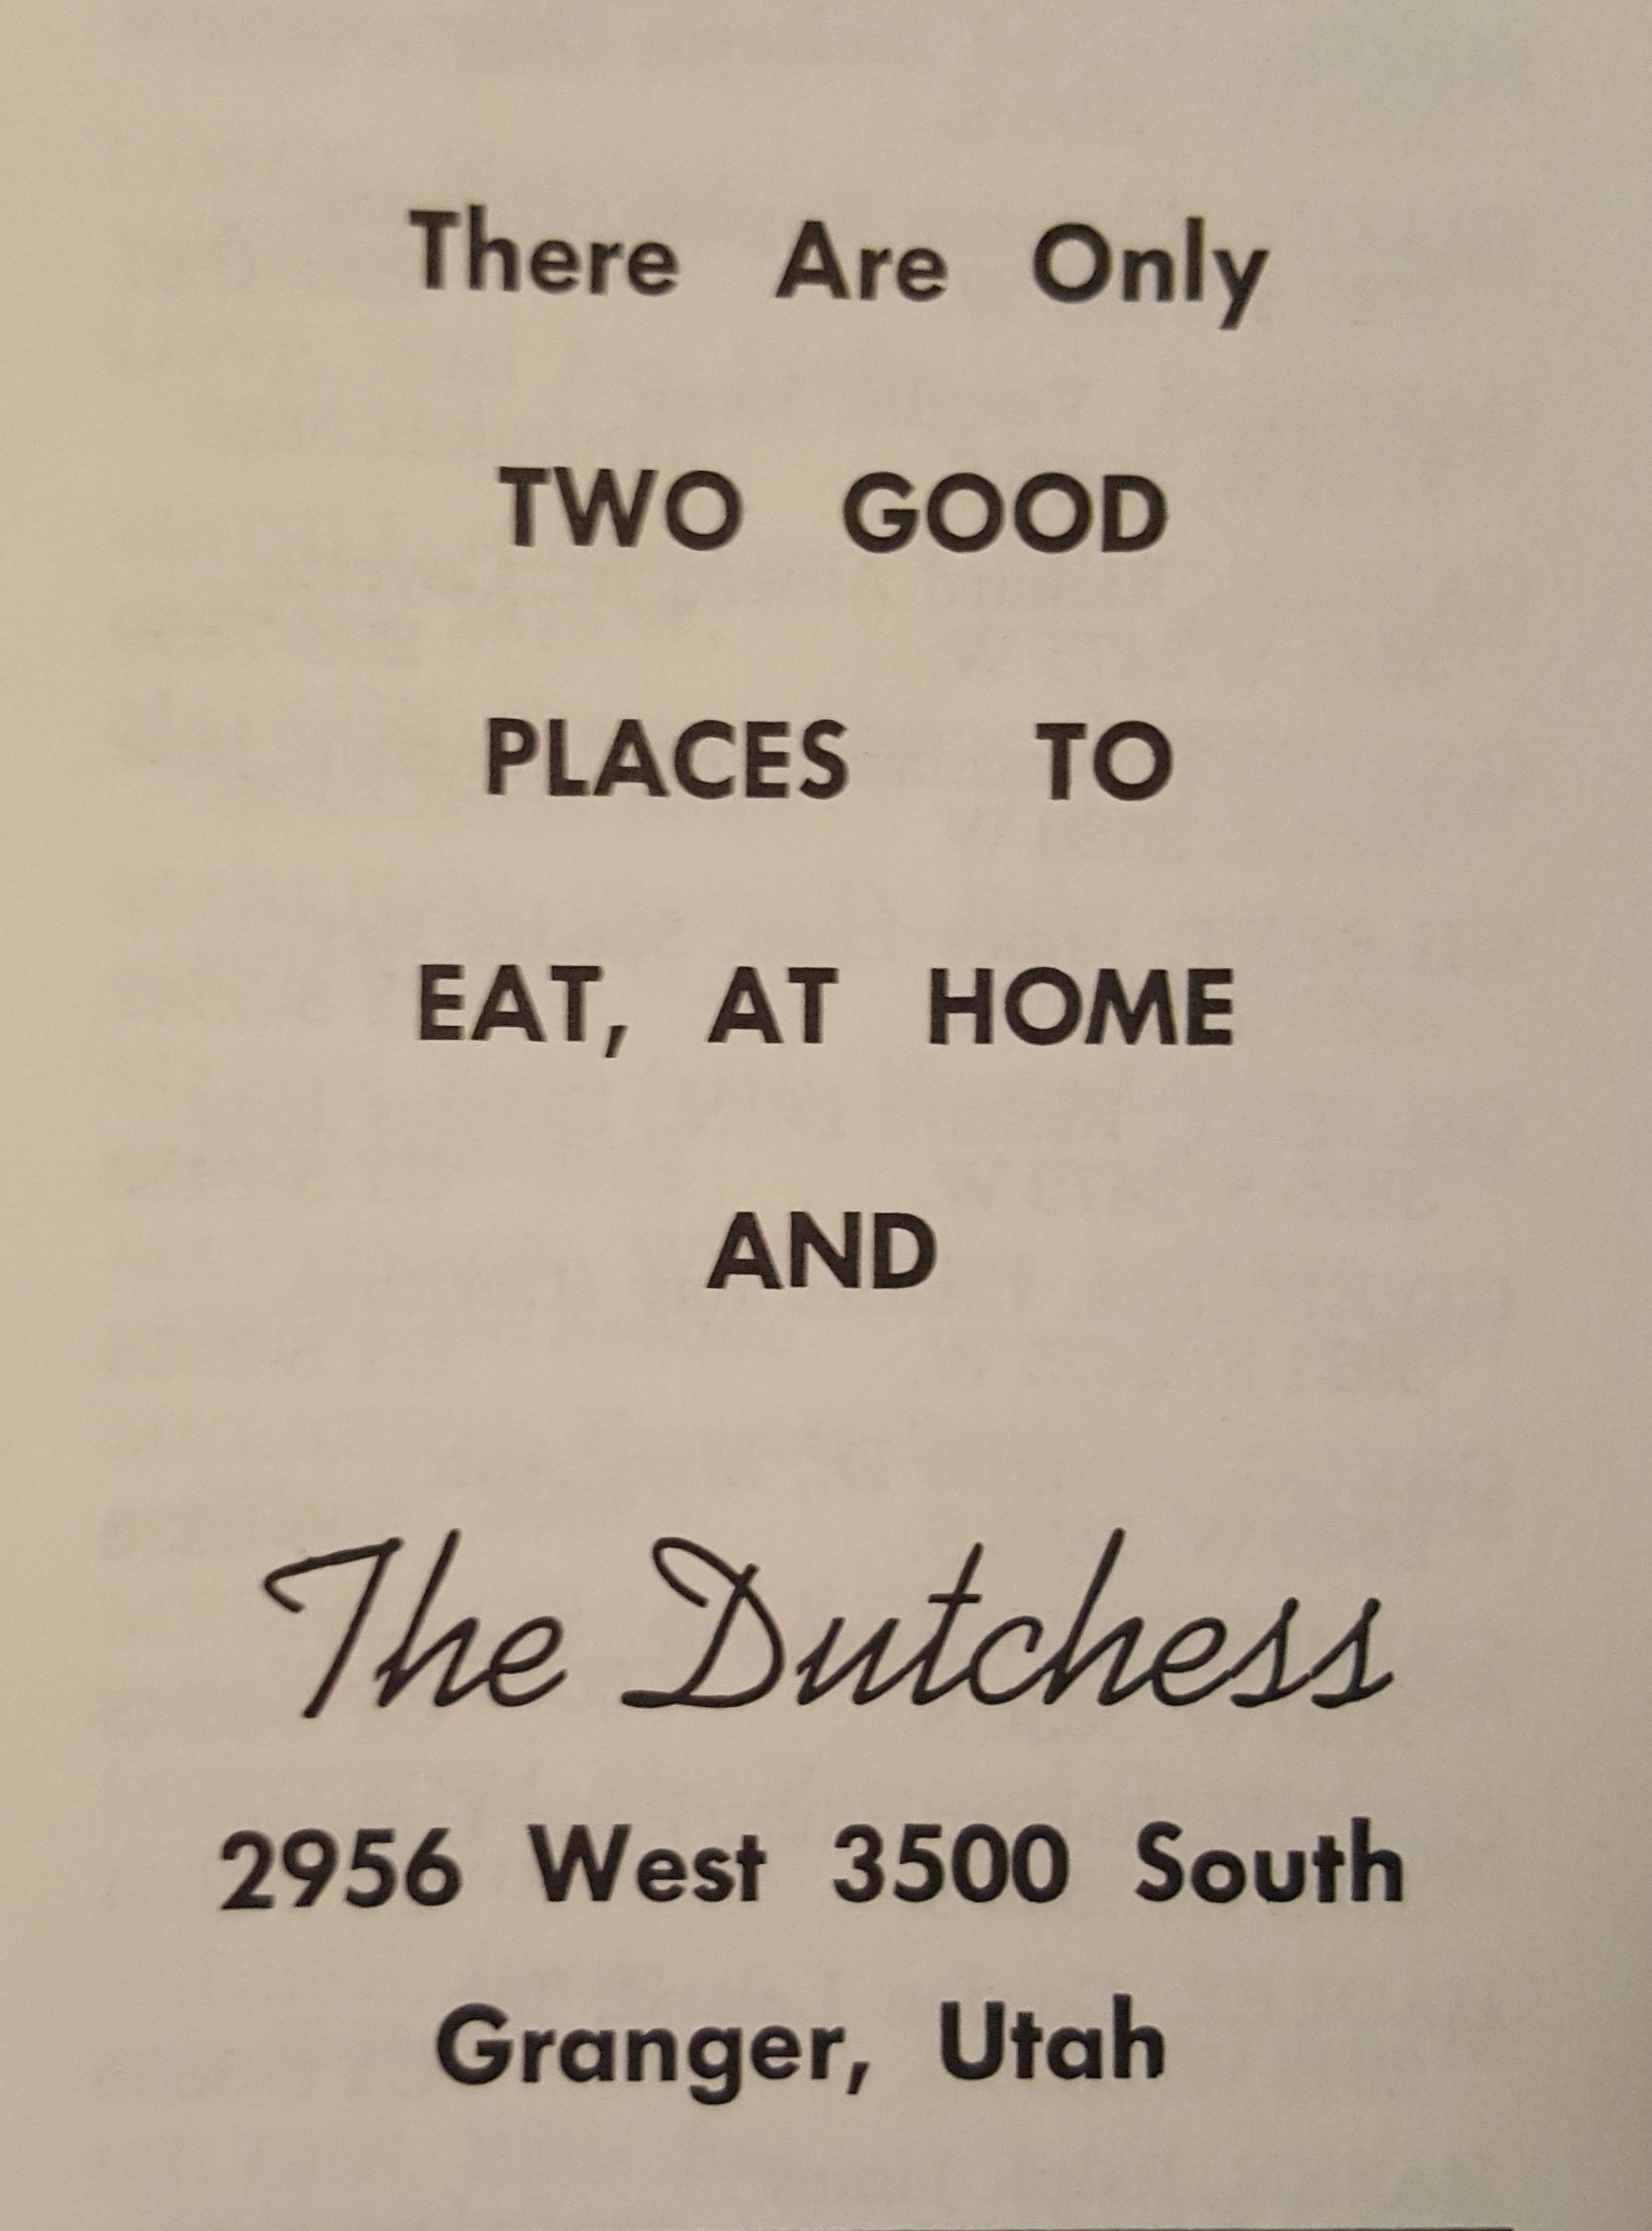 There Are Only
TWO GOOD
PLACES TO
EAT, AT HOME
AND
The Dutchess
2956 West 3500 South
Granger, Utah